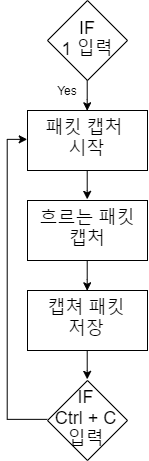 IF
1 입력
Yes
패킷 캡처
시작
흐르는 패킷
캡처
캡쳐 패킷
저장
IF
Ctrl + C
입력